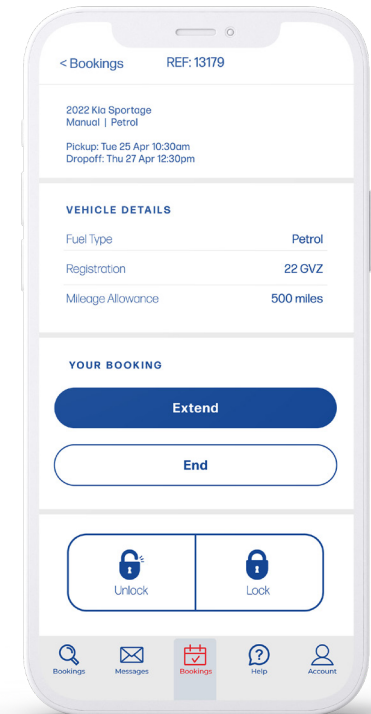 < Bookings REF: 13179
2022 Kia Sportage
Manual | Petrol
Pickup: Tue 25 Apr 10:30am
Dropoff: Thu 27 Apr 12:30pm
VEHICLE DETAILS
Fuel Type Petrol
Registration 22 GVZ
Mileage Allowance 500 miles
YOUR BOOKING
Extend
End
Unlock Lock
Bookings Messages Bookings Help Account